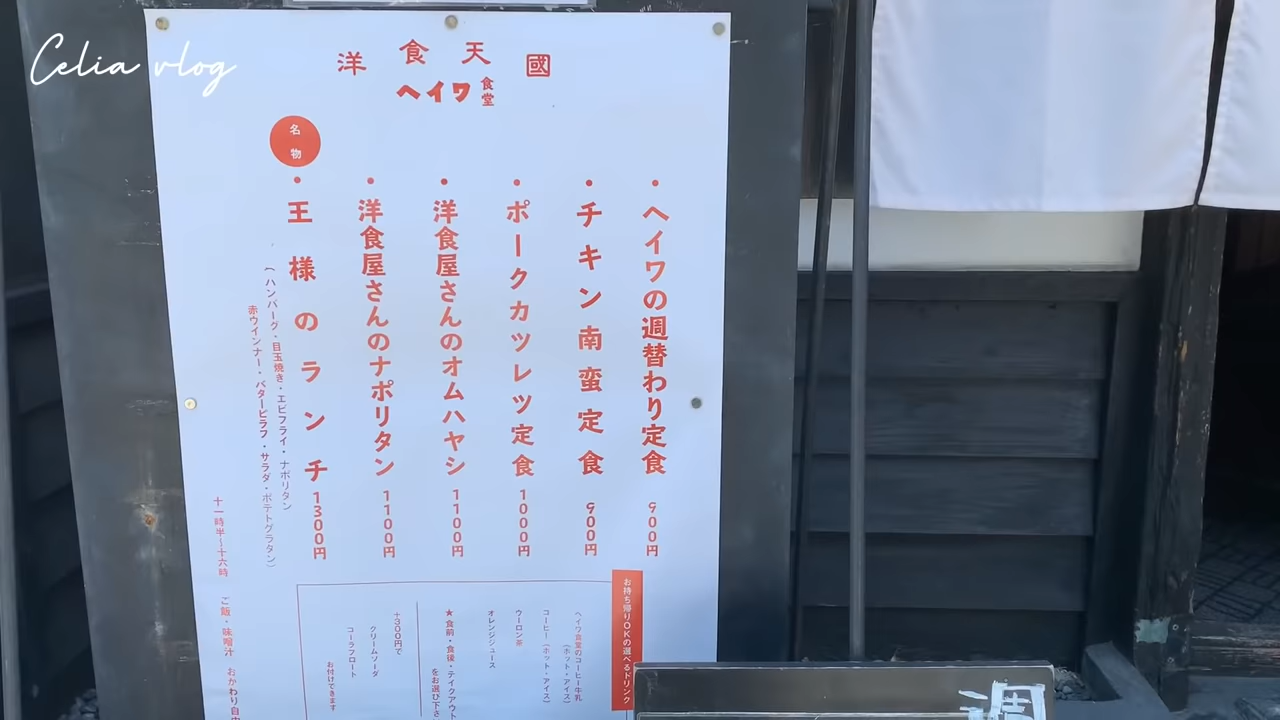 Celia vlog
洋食天國
ヘイワ食堂
・ヘイワの週替わり定食 900円
・チキン南蛮定食 900円
・ポークカツレツ定食 1000円
・洋食屋さんのオムハヤシ 1100円
・洋食屋さんのナポリタン 1100円
名物
・王様のランチ 1300円
(ハンバーグ・目玉焼き・エビフライ・ナポリタン
赤ウインナー・バターピラフ・サラダ・ポテトグラタン)
十一時半〜十六時 ご飯・味噌汁 おかわり自由
お持ち帰りOKの選べるドリンク
ヘイワ食堂のコーヒー牛乳
(ホット・アイス)
コーヒー(ホット・アイス)
ウーロン茶
オレンジジュース
★食前・食後・テイクアウト
をお選び下さ
+300円で
クリームソーダ
コーラフロート
お付けできます
週